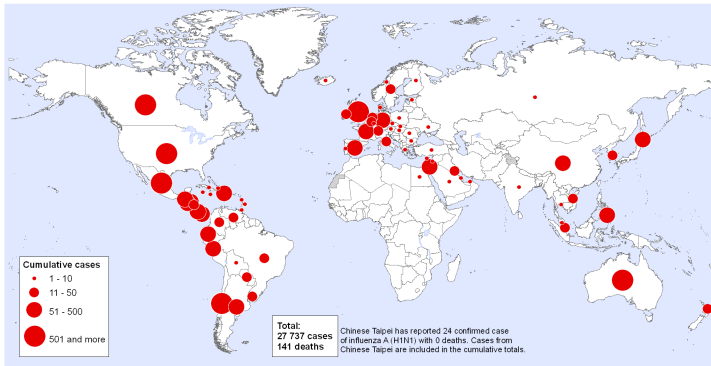 Cumulative cases
1 - 10
11 - 50
51 - 500
501 and more
Total:
27 737 cases
141 deaths
Chinese Taipei has reported 24 confirmed case
of influenza A (H1N1) with 0 deaths. Cases from
Chinese Taipei are included in the cumulative totals.